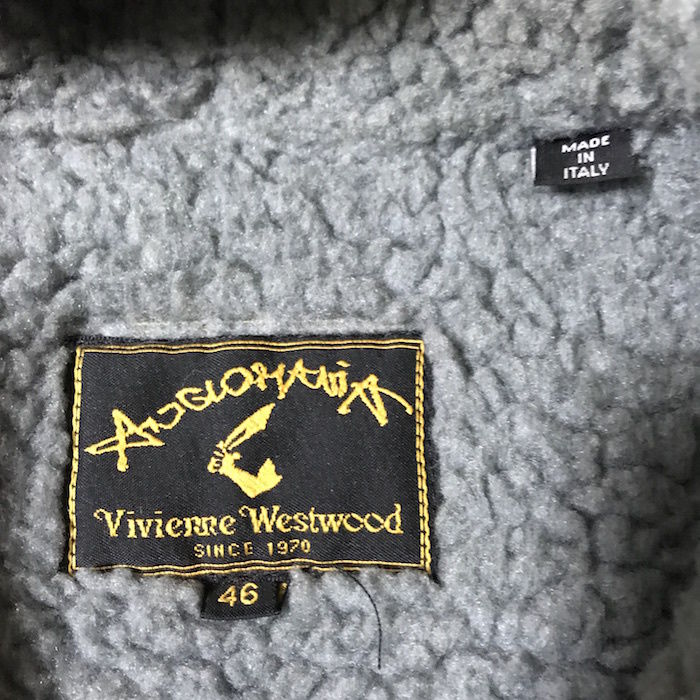 MADE
IN
ITALY
ANGLOMANIA
Vivienne Westwood
SINCE 1970
46